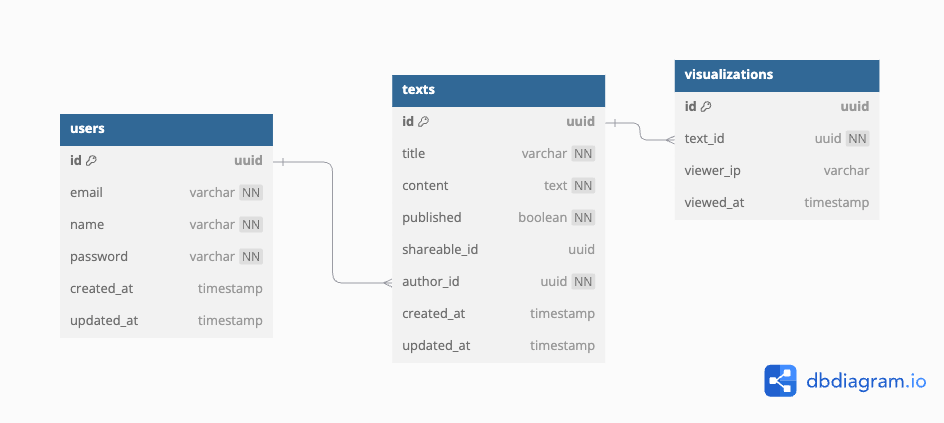 users
id uuid
email varchar NN
name varchar NN
password varchar NN
created_at timestamp
updated_at timestamp
texts
id uuid
title varchar NN
content text NN
published boolean NN
shareable_id uuid
author_id uuid NN
created_at timestamp
updated_at timestamp
visualizations
id uuid
text_id uuid NN
viewer_ip varchar
viewed_at timestamp
dbdiagram.io